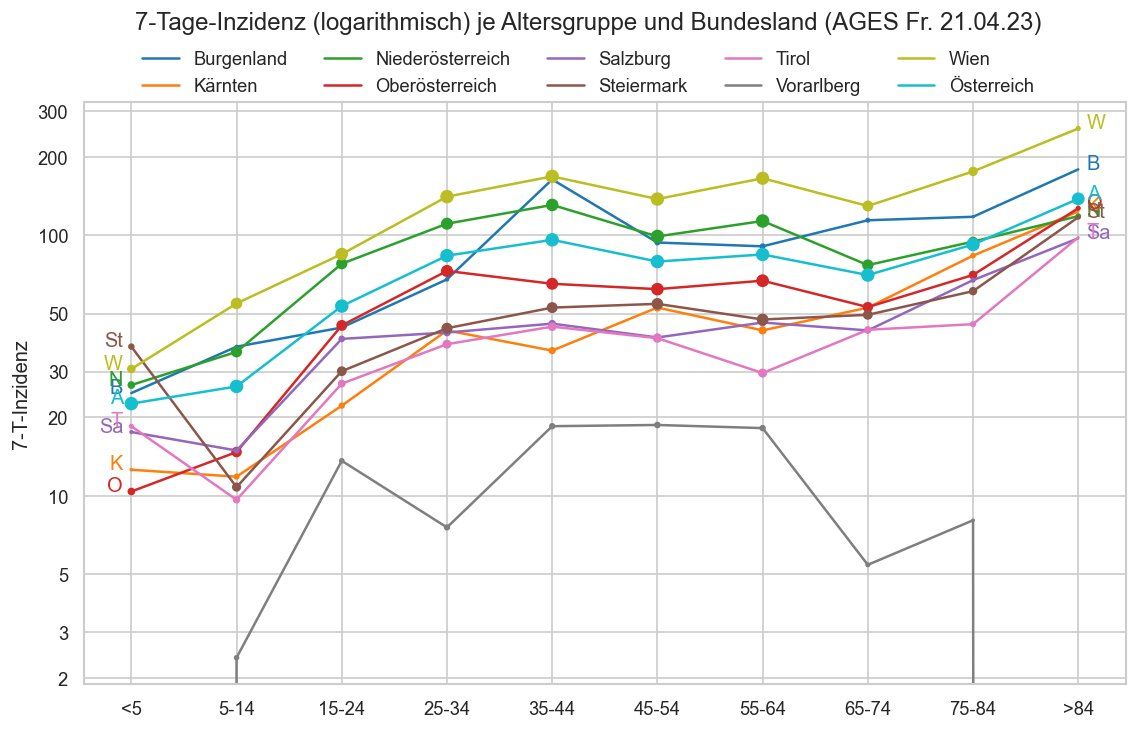 7-Tage-Inzidenz (logarithmisch) je Altersgruppe und Bundesland (AGES Fr. 21.04.23)
Burgenland Niederösterreich Salzburg Tirol Wien
Kärnten Oberösterreich Steiermark Vorarlberg Österreich
300
200
100
50
30
20
10
5
3
2
7-T-Inzidenz
St
W
N
B
A
T
Sa
K
O
W
B
A
K
St
T
Sa
<5 5-14 15-24 25-34 35-44 45-54 55-64 65-74 75-84 >84